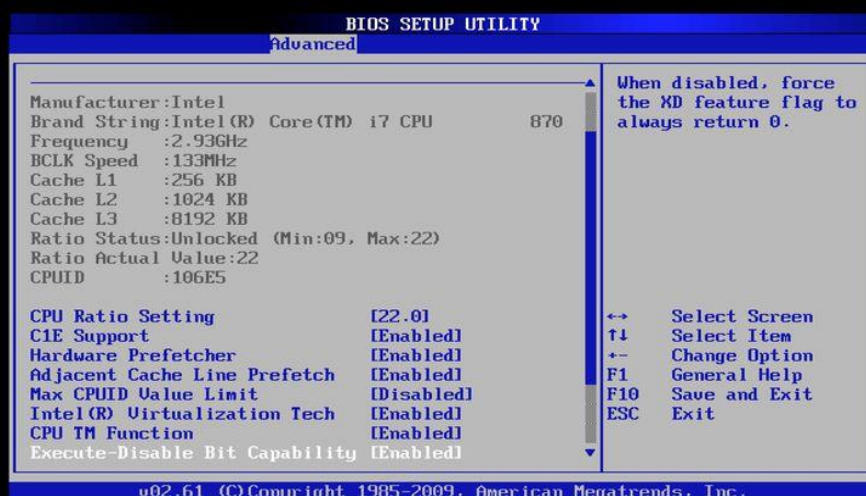 BIOS SETUP UTILITY
Advanced
Manufacturer:Intel
Brand String:Intel(R) Core(TM) i7 CPU 870
Frequency :2.93GHz
BCLK Speed :133MHz
Cache L1 :256 KB
Cache L2 :1024 KB
Cache L3 :8192 KB
Ratio Status:Unlocked (Min:09, Max:22)
Ratio Actual Value:22
CPUID :106E5
CPU Ratio Setting [22.0]
C1E Support [Enabled]
Hardware Prefetcher [Enabled]
Adjacent Cache Line Prefetch [Enabled]
Max CPUID Value Limit [Disabled]
Intel(R) Virtualization Tech [Enabled]
CPU TM Function [Enabled]
Execute-Disable Bit Capability [Enabled]
When disabled, force
the XD feature flag to
always return 0.
←→ Select Screen
↑↓ Select Item
+- Change Option
F1 General Help
F10 Save and Exit
ESC Exit
v02.61 (C)Copyright 1985-2009, American Megatrends, Inc.